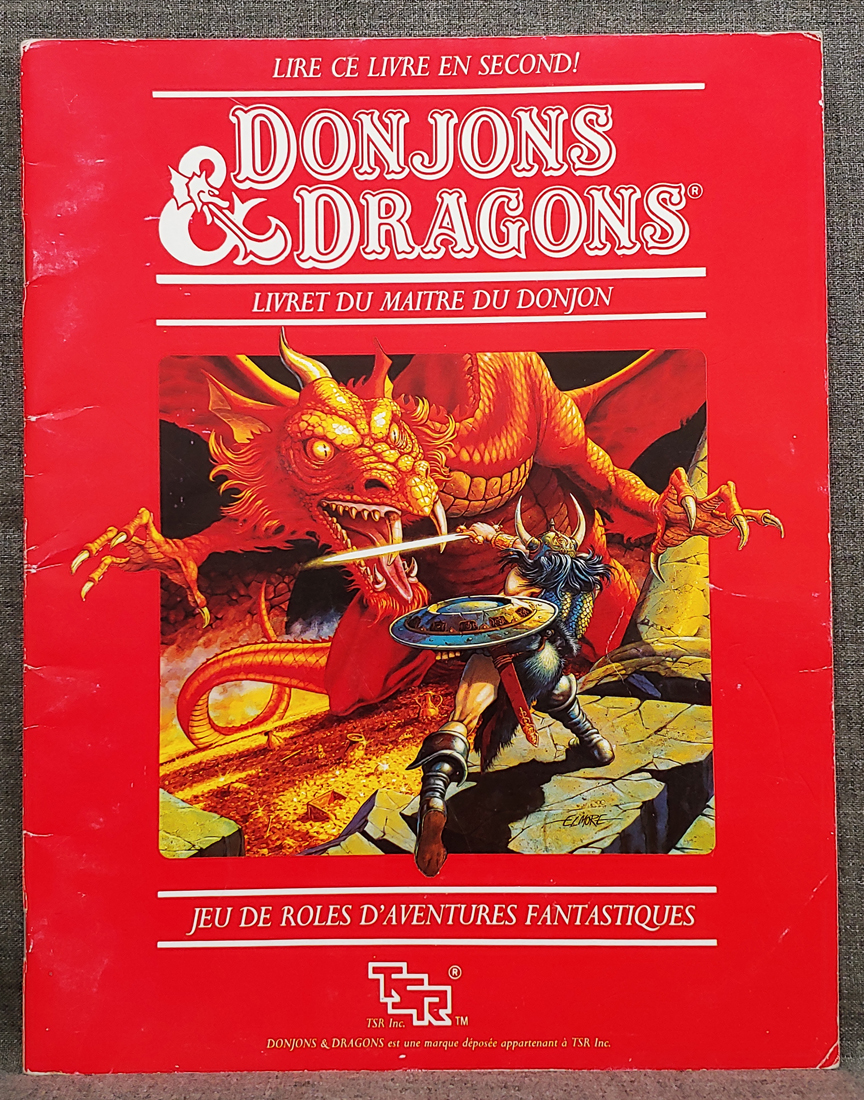 LIRE CE LIVRE EN SECOND!
DONJONS
& DRAGONS®
LIVRET DU MAITRE DU DONJON
ELMORE
JEU DE ROLES D'AVENTURES FANTASTIQUES
TSR®
TSR Inc. ™
DONJONS & DRAGONS est une marque déposée appartenant à TSR Inc.